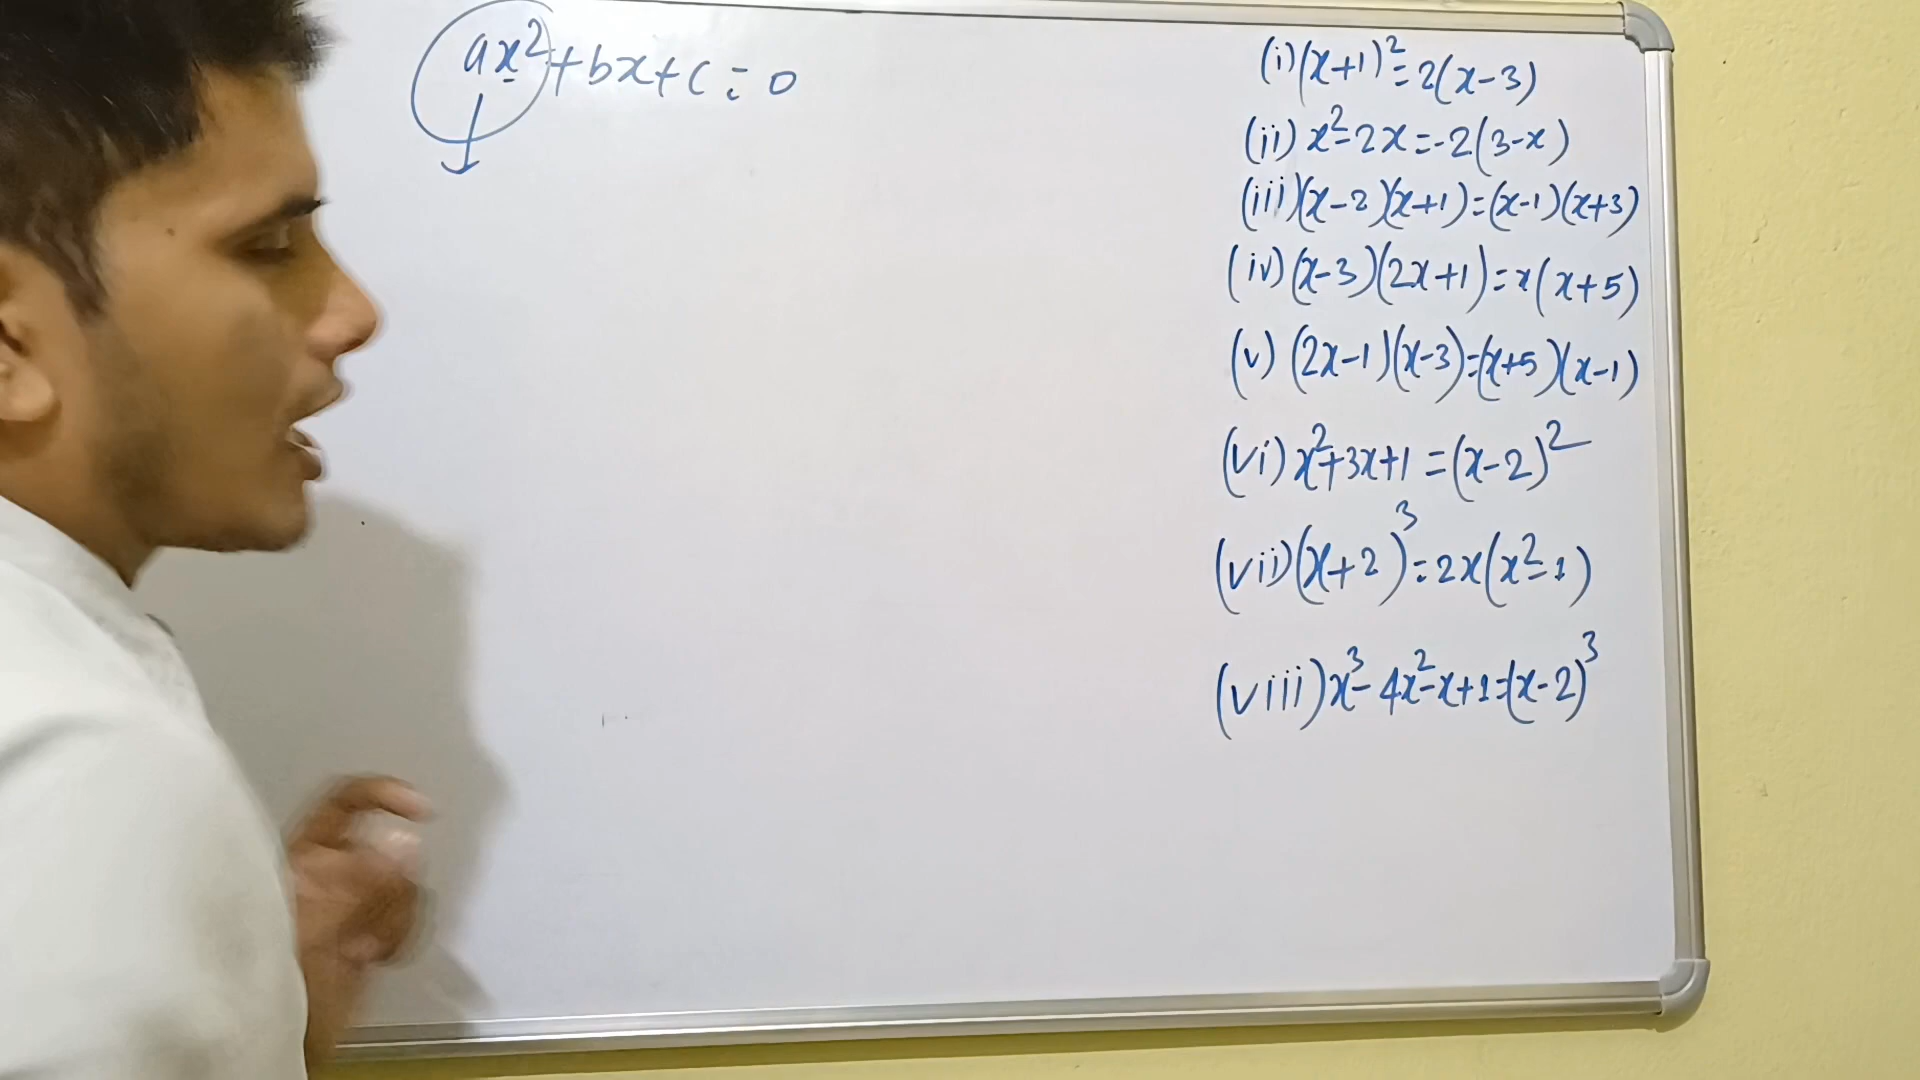 ax²+bx+c=0
(i)(x+1)²=2(x-3)
(ii) x²-2x=-2(3-x)
(iii)(x-2)(x+1)=(x-1)(x+3)
(iv)(x-3)(2x+1)=x(x+5)
(v) (2x-1)(x-3)=(x+5)(x-1)
(vi) x²+3x+1=(x-2)²
(vii)(x+2)³=2x(x²-1)
(viii)x³-4x²-x+1=(x-2)³